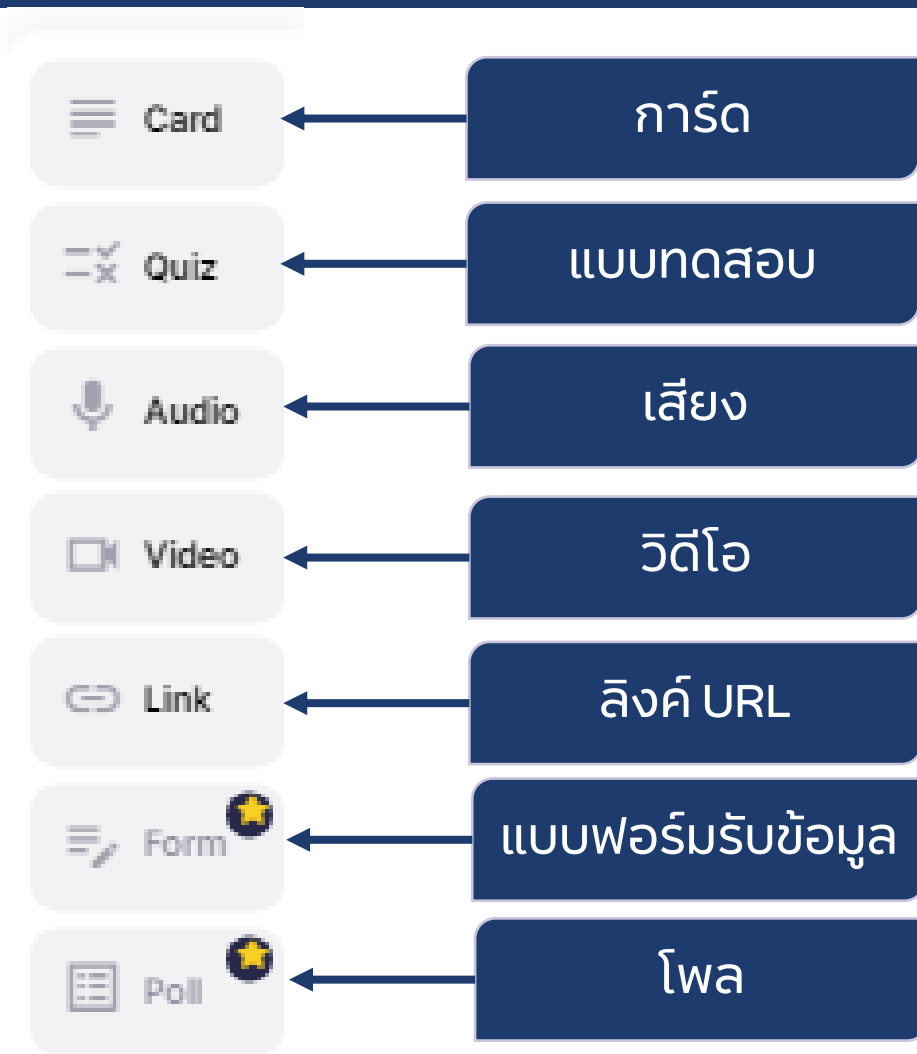 Card
การ์ด
Quiz
แบบทดสอบ
Audio
เสียง
Video
วิดีโอ
Link
ลิงค์ URL
Form
แบบฟอร์มรับข้อมูล
Poll
โพล